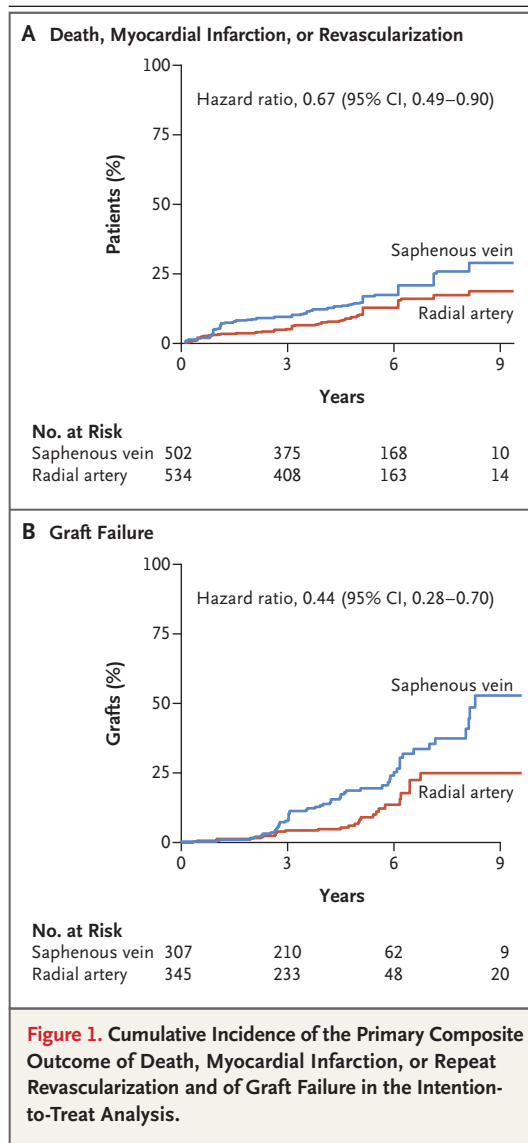 A Death, Myocardial Infarction, or Revascularization
100
Hazard ratio, 0.67 (95% CI, 0.49–0.90)
75
Patients (%)
50
Saphenous vein
25
Radial artery
0
0 3 6 9
Years
No. at Risk
Saphenous vein 502 375 168 10
Radial artery 534 408 163 14
B Graft Failure
100
Hazard ratio, 0.44 (95% CI, 0.28–0.70)
75
Grafts (%)
Saphenous vein
50
25
Radial artery
0
0 3 6 9
Years
No. at Risk
Saphenous vein 307 210 62 9
Radial artery 345 233 48 20
Figure 1. Cumulative Incidence of the Primary Composite
Outcome of Death, Myocardial Infarction, or Repeat
Revascularization and of Graft Failure in the Intention-
to-Treat Analysis.